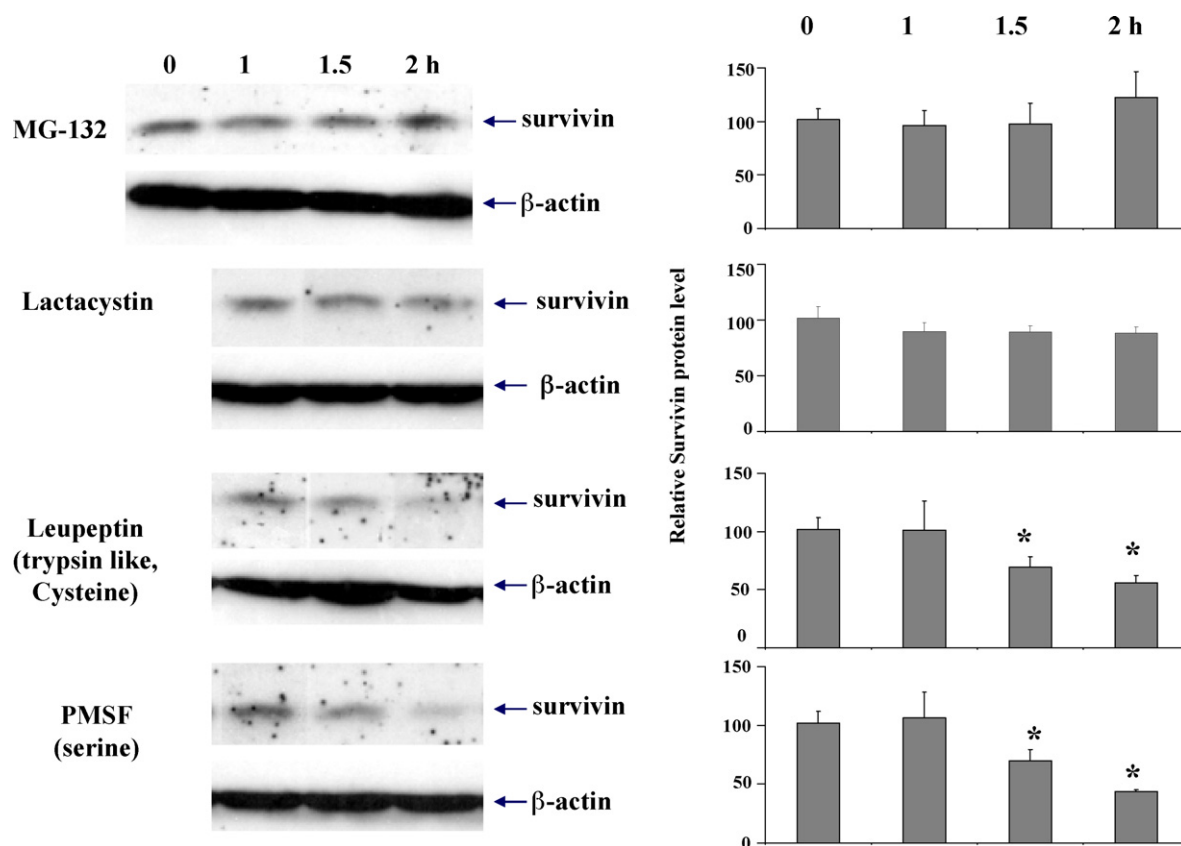 0 1 1.5 2 h
MG-132
survivin
β-actin
Lactacystin
survivin
β-actin
Leupeptin
(trypsin like,
Cysteine)
survivin
β-actin
PMSF
(serine)
survivin
β-actin
0 1 1.5 2 h
Relative Survivin protein level
150
100
50
0
150
100
50
0
150
100
50
0
*
*
150
100
50
0
*
*